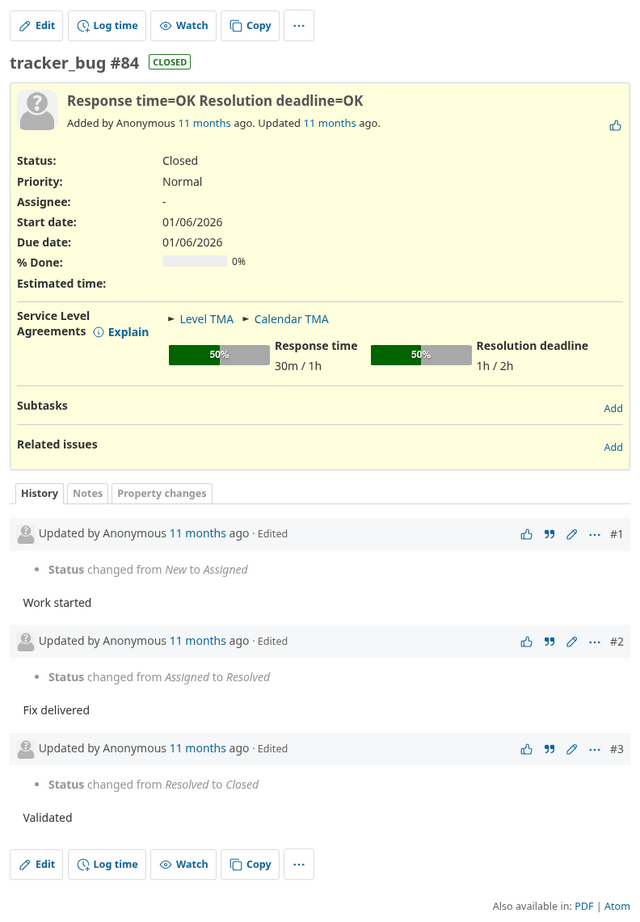 Edit Log time Watch Copy ...
tracker_bug #84 CLOSED
Response time=OK Resolution deadline=OK
Added by Anonymous 11 months ago. Updated 11 months ago.
Status: Closed
Priority: Normal
Assignee: -
Start date: 01/06/2026
Due date: 01/06/2026
% Done: 0%
Estimated time:
Service Level Agreements Explain
► Level TMA ► Calendar TMA
50% Response time 50% Resolution deadline
30m / 1h 1h / 2h
Subtasks Add
Related issues Add
History Notes Property changes
Updated by Anonymous 11 months ago · Edited #1
• Status changed from New to Assigned
Work started
Updated by Anonymous 11 months ago · Edited #2
• Status changed from Assigned to Resolved
Fix delivered
Updated by Anonymous 11 months ago · Edited #3
• Status changed from Resolved to Closed
Validated
Edit Log time Watch Copy ...
Also available in: PDF | Atom